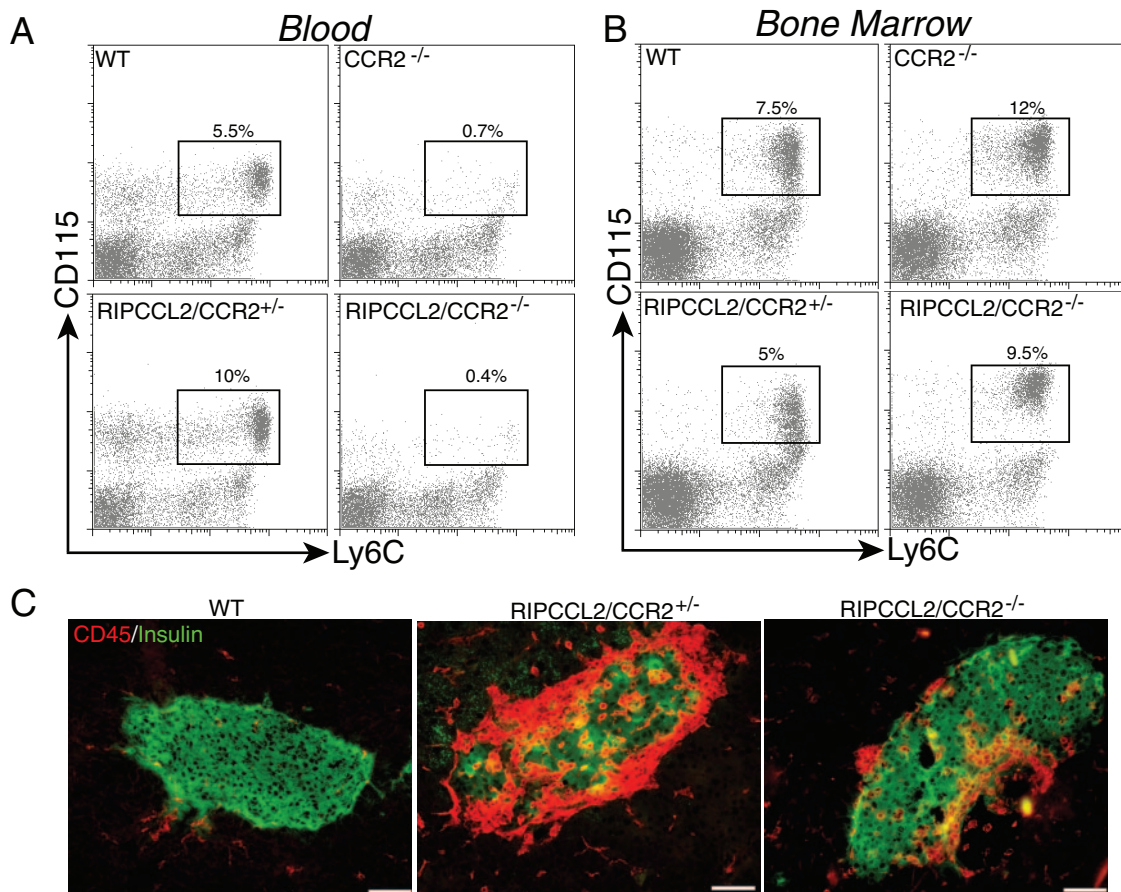 A
Blood
WT
5.5%
CCR2 -/-
0.7%
RIPCCL2/CCR2+/-
10%
RIPCCL2/CCR2-/-
0.4%
CD115
Ly6C
B
Bone Marrow
WT
7.5%
CCR2-/-
12%
RIPCCL2/CCR2+/-
5%
RIPCCL2/CCR2-/-
9.5%
CD115
Ly6C
C
WT
RIPCCL2/CCR2+/-
RIPCCL2/CCR2-/-
CD45/Insulin